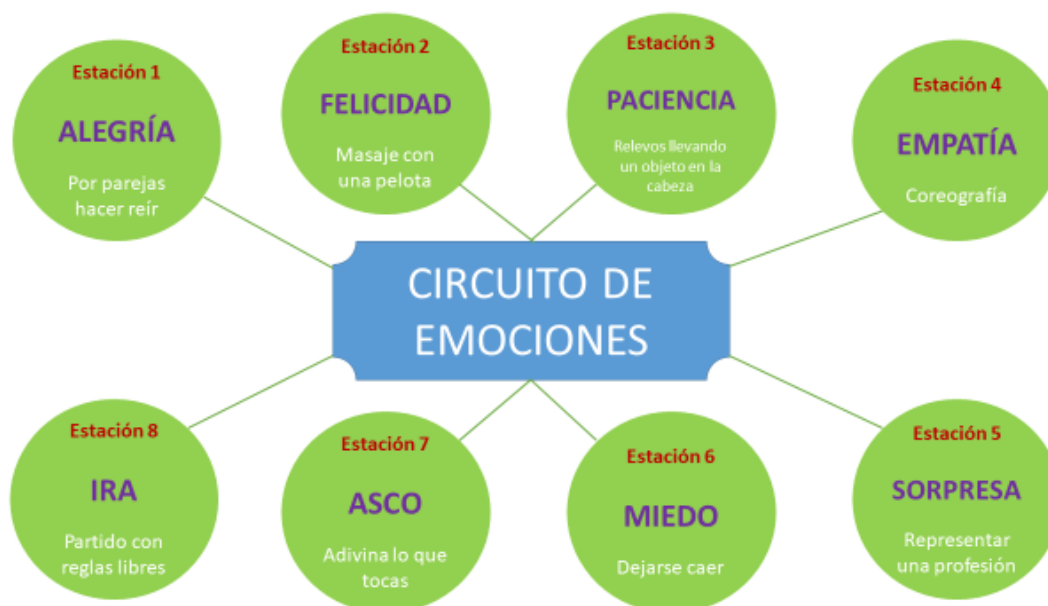 Estación 1
ALEGRÍA
Por parejas
hacer reír
Estación 2
FELICIDAD
Masaje con
una pelota
Estación 3
PACIENCIA
Relevos llevando
un objeto en la
cabeza
Estación 4
EMPATÍA
Coreografía
CIRCUITO DE
EMOCIONES
Estación 8
IRA
Partido con
reglas libres
Estación 7
ASCO
Adivina lo que
tocas
Estación 6
MIEDO
Dejarse caer
Estación 5
SORPRESA
Representar
una profesión